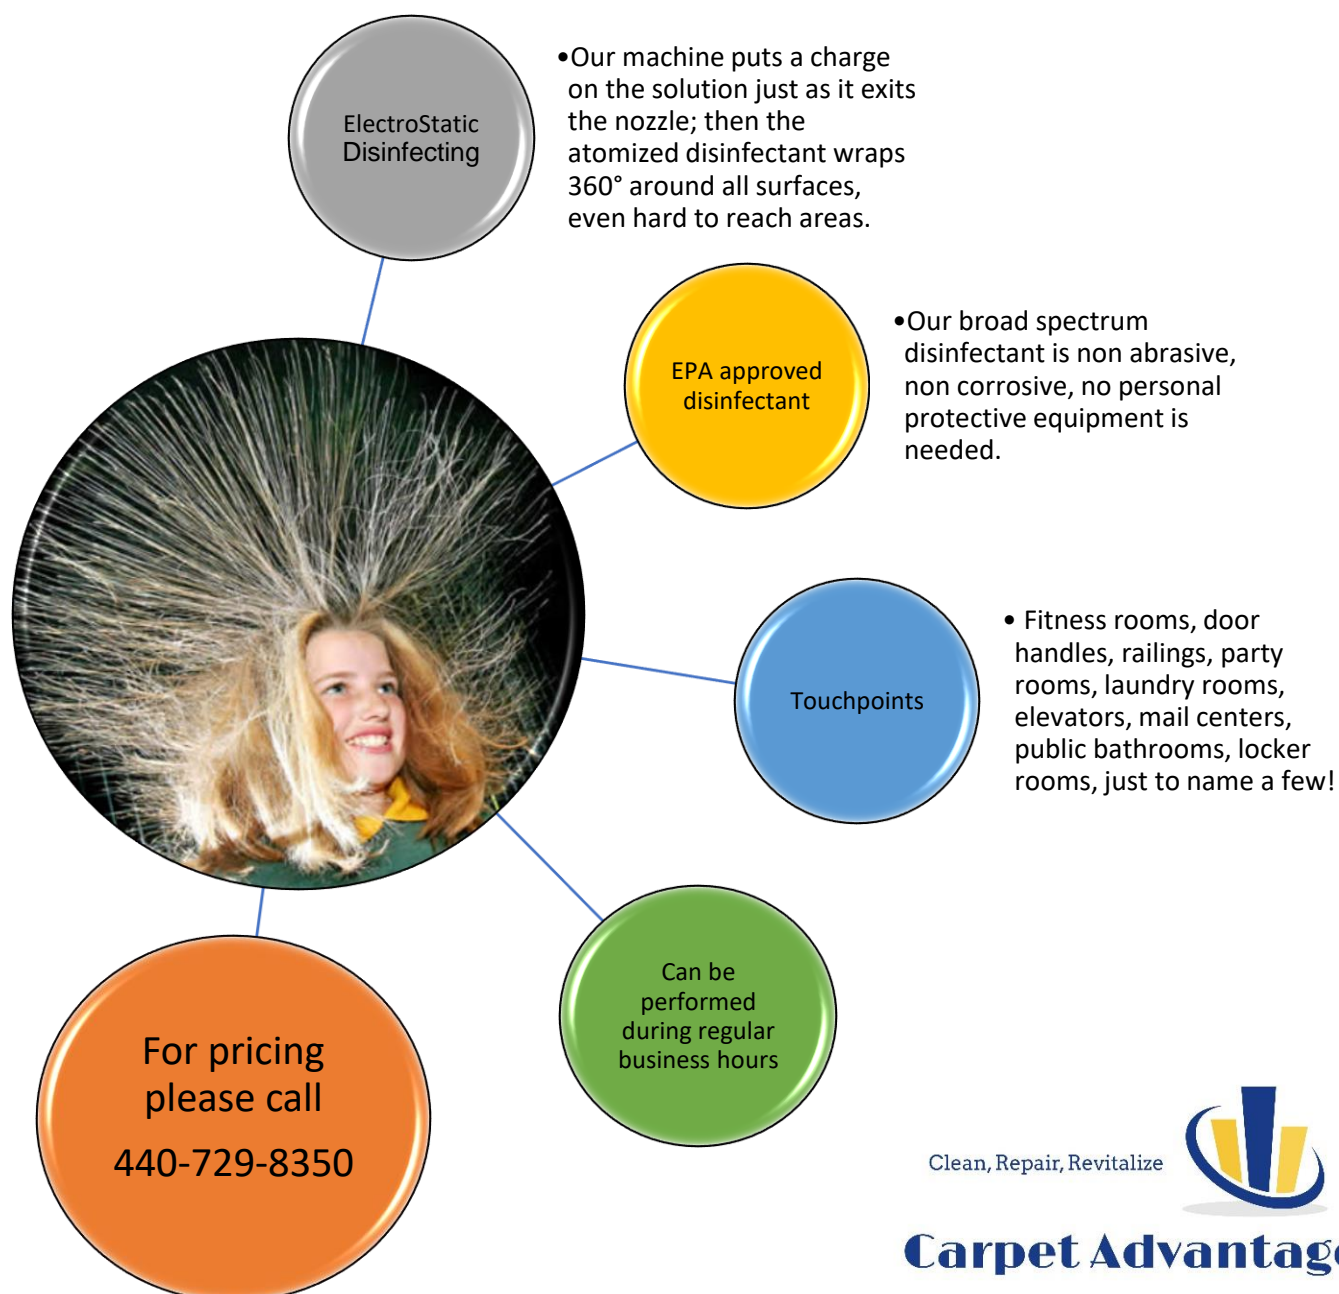 ElectroStatic
Disinfecting
•Our machine puts a charge
on the solution just as it exits
the nozzle; then the
atomized disinfectant wraps
360° around all surfaces,
even hard to reach areas.
EPA approved
disinfectant
•Our broad spectrum
disinfectant is non abrasive,
non corrosive, no personal
protective equipment is
needed.
Touchpoints
• Fitness rooms, door
handles, railings, party
rooms, laundry rooms,
elevators, mail centers,
public bathrooms, locker
rooms, just to name a few!
Can be
performed
during regular
business hours
For pricing
please call
440-729-8350
Clean, Repair, Revitalize
Carpet Advantage